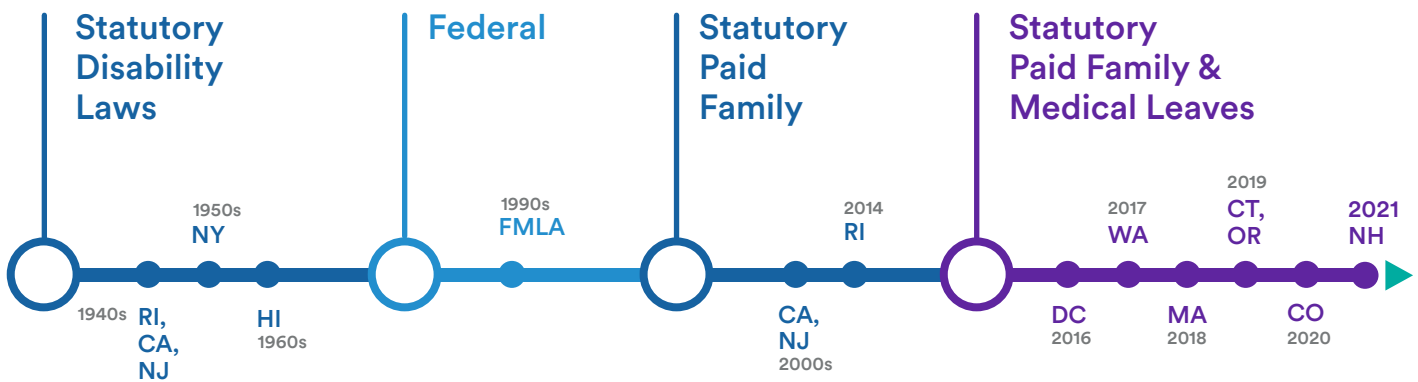 Statutory
Disability
Laws
1940s
RI,
CA,
NJ
1950s
NY
HI
1960s
Federal
1990s
FMLA
Statutory
Paid
Family
CA,
NJ
2000s
2014
RI
Statutory
Paid Family &
Medical Leaves
DC
2016
2017
WA
MA
2018
2019
CT,
OR
CO
2020
2021
NH